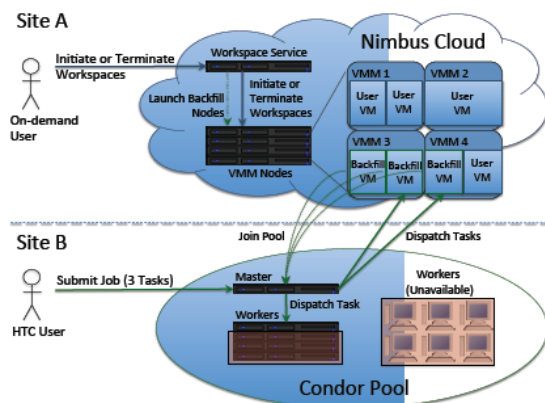 Site A
Nimbus Cloud
Initiate or Terminate
Workspaces
Workspace Service
On-demand
User
Launch Backfill
Nodes
Initiate or
Terminate
Workspaces
VMM Nodes
VMM 1
User
VM
User
VM
VMM 2
User
VM
VMM 3
Backfill
VM
Backfill
VM
VMM 4
Backfill
VM
User
VM
Site B
Join Pool
Dispatch Tasks
Submit Job (3 Tasks)
HTC User
Master
Dispatch Task
Workers
Workers
(Unavailable)
Condor Pool